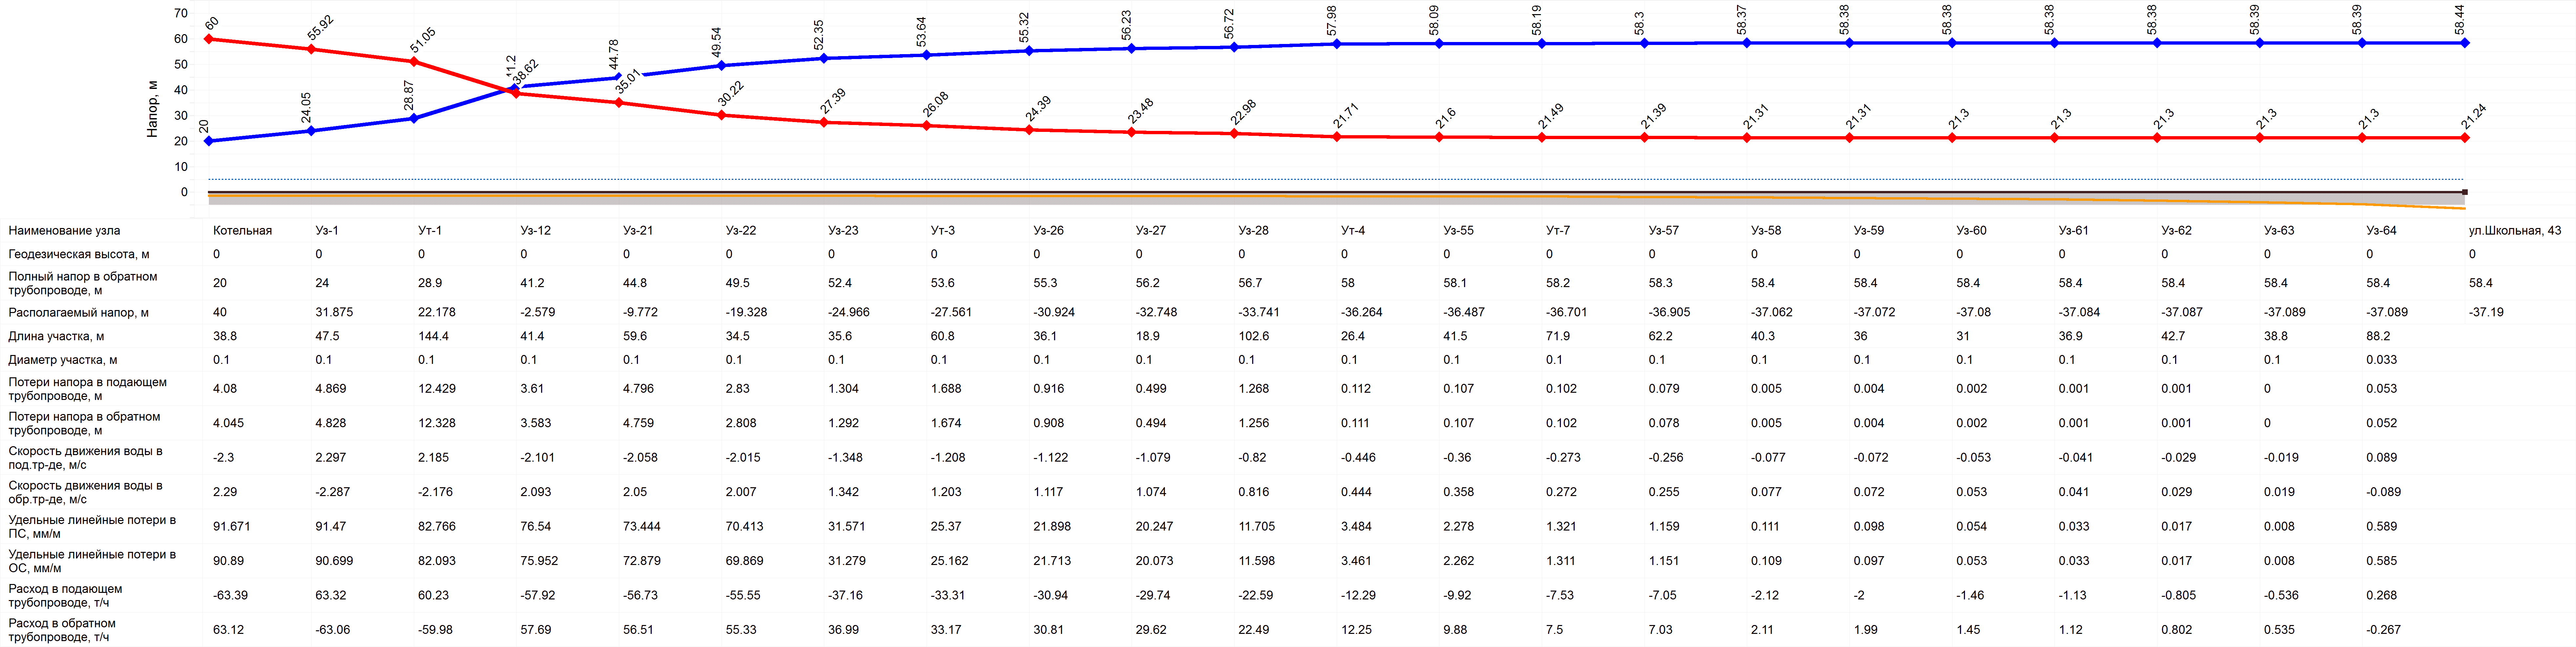 70
60
50
40
30
20
10
0
Напор, м
60 55.92 51.05 38.62 35.01 30.22 27.39 26.08 24.39 23.48 22.98 21.71 21.6 21.49 21.39 21.31 21.31 21.3 21.3 21.3 21.3 21.3 21.24
20 24.05 28.87 44.78 49.54 52.35 53.64 55.32 56.23 56.72 57.98 58.09 58.19 58.3 58.37 58.38 58.38 58.38 58.38 58.39 58.39 58.44
Наименование узла Котельная Уз-1 Ут-1 Уз-12 Уз-21 Уз-22 Уз-23 Ут-3 Уз-26 Уз-27 Уз-28 Ут-4 Уз-55 Ут-7 Уз-57 Уз-58 Уз-59 Уз-60 Уз-61 Уз-62 Уз-63 Уз-64 ул.Школьная, 43
Геодезическая высота, м 0 0 0 0 0 0 0 0 0 0 0 0 0 0 0 0 0 0 0 0 0 0 0
Полный напор в обратном
трубопроводе, м 20 24 28.9 41.2 44.8 49.5 52.4 53.6 55.3 56.2 56.7 58 58.1 58.2 58.3 58.4 58.4 58.4 58.4 58.4 58.4 58.4 58.4
Располагаемый напор, м 40 31.875 22.178 -2.579 -9.772 -19.328 -24.966 -27.561 -30.924 -32.748 -33.741 -36.264 -36.487 -36.701 -36.905 -37.062 -37.072 -37.08 -37.084 -37.087 -37.089 -37.089 -37.19
Длина участка, м 38.8 47.5 144.4 41.4 59.6 34.5 35.6 60.8 36.1 18.9 102.6 26.4 41.5 71.9 62.2 40.3 36 31 36.9 42.7 38.8 88.2
Диаметр участка, м 0.1 0.1 0.1 0.1 0.1 0.1 0.1 0.1 0.1 0.1 0.1 0.1 0.1 0.1 0.1 0.1 0.1 0.1 0.1 0.1 0.1 0.033
Потери напора в подающем
трубопроводе, м 4.08 4.869 12.429 3.61 4.796 2.83 1.304 1.688 0.916 0.499 1.268 0.112 0.107 0.102 0.079 0.005 0.004 0.002 0.001 0.001 0 0.053
Потери напора в обратном
трубопроводе, м 4.045 4.828 12.328 3.583 4.759 2.808 1.292 1.674 0.908 0.494 1.256 0.111 0.107 0.102 0.078 0.005 0.004 0.002 0.001 0.001 0 0.052
Скорость движения воды в
под.тр-де, м/с -2.3 2.297 2.185 -2.101 -2.058 -2.015 -1.348 -1.208 -1.122 -1.079 -0.82 -0.446 -0.36 -0.273 -0.256 -0.077 -0.072 -0.053 -0.041 -0.029 -0.019 0.089
Скорость движения воды в
обр.тр-де, м/с 2.29 -2.287 -2.176 2.093 2.05 2.007 1.342 1.203 1.117 1.074 0.816 0.444 0.358 0.272 0.255 0.077 0.072 0.053 0.041 0.029 0.019 -0.089
Удельные линейные потери в
ПС, мм/м 91.671 91.47 82.766 76.54 73.444 70.413 31.571 25.37 21.898 20.247 11.705 3.484 2.278 1.321 1.159 0.111 0.098 0.054 0.033 0.017 0.008 0.589
Удельные линейные потери в
ОС, мм/м 90.89 90.699 82.093 75.952 72.879 69.869 31.279 25.162 21.713 20.073 11.598 3.461 2.262 1.311 1.151 0.109 0.097 0.053 0.033 0.017 0.008 0.585
Расход в подающем
трубопроводе, т/ч -63.39 63.32 60.23 -57.92 -56.73 -55.55 -37.16 -33.31 -30.94 -29.74 -22.59 -12.29 -9.92 -7.53 -7.05 -2.12 -2 -1.46 -1.13 -0.805 -0.536 0.268
Расход в обратном
трубопроводе, т/ч 63.12 -63.06 -59.98 57.69 56.51 55.33 36.99 33.17 30.81 29.62 22.49 12.25 9.88 7.5 7.03 2.11 1.99 1.45 1.12 0.802 0.535 -0.267